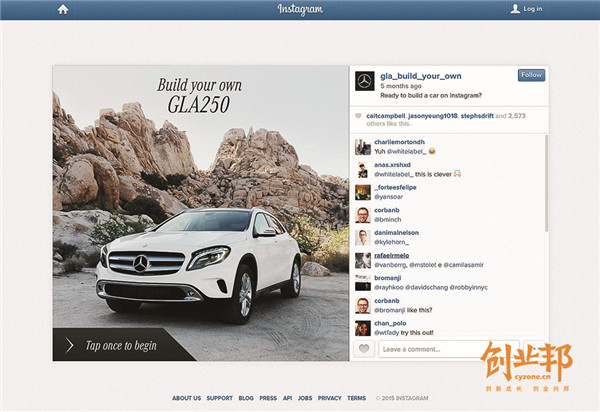 Instagram
Log in
Build your own
GLA250
Tap once to begin
gla_build_your_own
5 months ago
Follow
Ready to build a car on Instagram?
caitcampbell, jasonyeung1018, stephsdrift and 2,573
others like this.
charliemortondh
Yuh @whitelabel_ 😂
anas.xrshxd
@whitelabel_ this is clever
_forteesfelipe
@yansoar
corbanb
@bminch
danimalnelson
@kylehorn_
rafaelrmelo
@vanberrg, @mstolet e @camilasamir
bromanji
@rayhkoo @davidschang @robbyinnyc
corbanb
@bromanji like this?
chan_polo
@wtfady try this out!
Leave a comment...
创业邦
cyzone.cn
创新成长 创业兴邦
ABOUT US SUPPORT BLOG PRESS API JOBS PRIVACY TERMS © 2015 INSTAGRAM